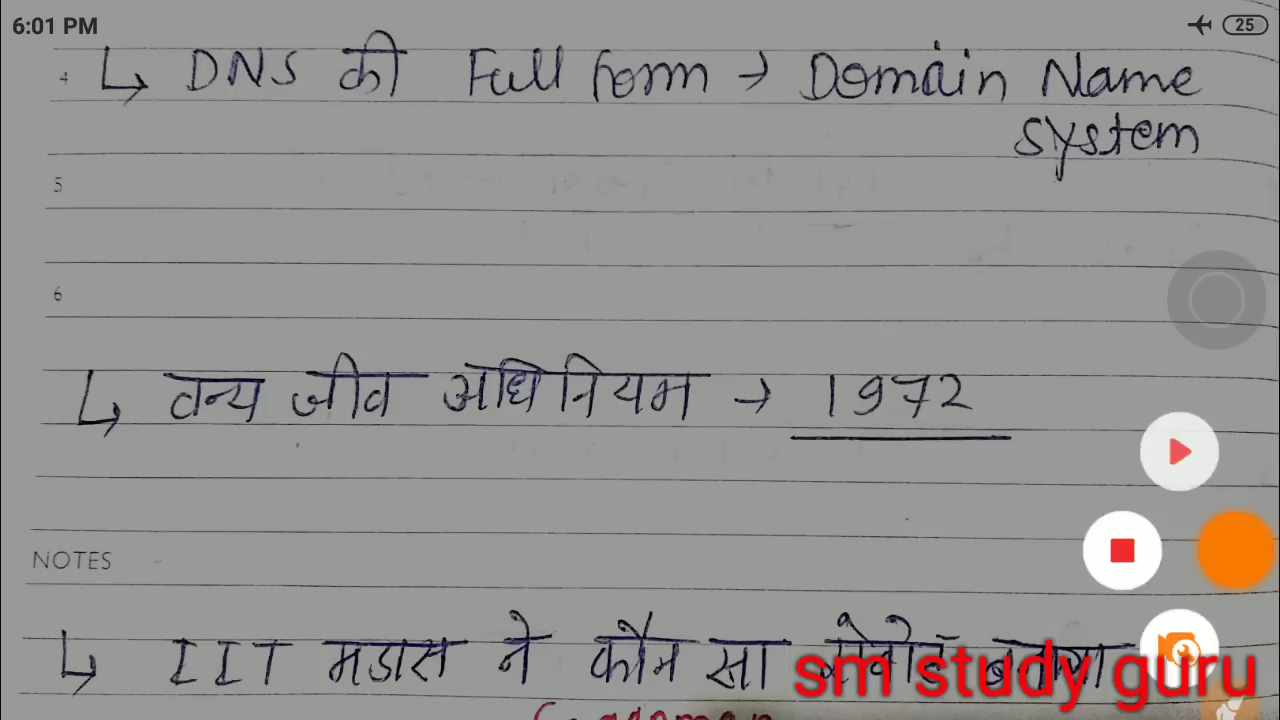 6:01 PM
25
4 ↳ DNS की Full form → Domain Name
system
5
6
↳ वन्य जीव अधिनियम → 1972
NOTES
↳ IIT मडास ने कौन सा
sm study guru